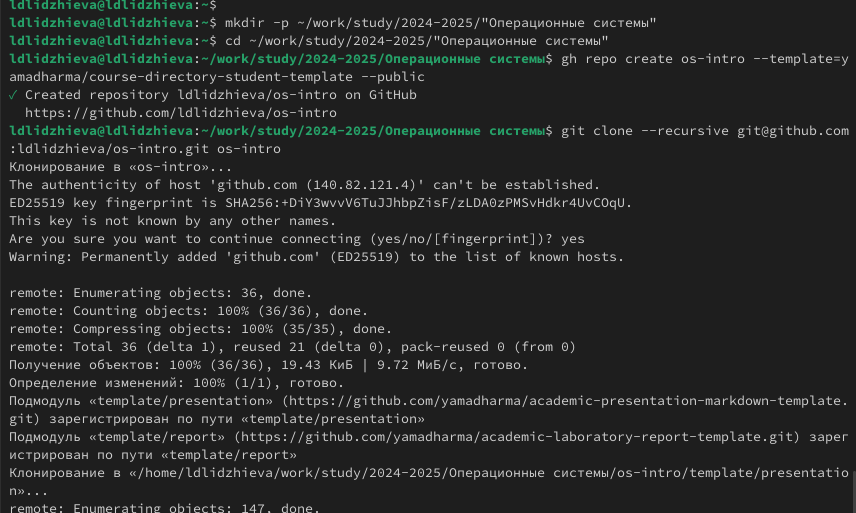 ldlidzhieva@ldlidzhieva:~$
ldlidzhieva@ldlidzhieva:~$ mkdir -p ~/work/study/2024-2025/"Операционные системы"
ldlidzhieva@ldlidzhieva:~$ cd ~/work/study/2024-2025/"Операционные системы"
ldlidzhieva@ldlidzhieva:~/work/study/2024-2025/Операционные системы$ gh repo create os-intro --template=y
amadharma/course-directory-student-template --public
✓ Created repository ldlidzhieva/os-intro on GitHub
  https://github.com/ldlidzhieva/os-intro
ldlidzhieva@ldlidzhieva:~/work/study/2024-2025/Операционные системы$ git clone --recursive git@github.com
:ldlidzhieva/os-intro.git os-intro
Клонирование в «os-intro»...
The authenticity of host 'github.com (140.82.121.4)' can't be established.
ED25519 key fingerprint is SHA256:+DiY3wvvV6TuJJhbpZisF/zLDA0zPMSvHdkr4UvCOqU.
This key is not known by any other names.
Are you sure you want to continue connecting (yes/no/[fingerprint])? yes
Warning: Permanently added 'github.com' (ED25519) to the list of known hosts.
remote: Enumerating objects: 36, done.
remote: Counting objects: 100% (36/36), done.
remote: Compressing objects: 100% (35/35), done.
remote: Total 36 (delta 1), reused 21 (delta 0), pack-reused 0 (from 0)
Получение объектов: 100% (36/36), 19.43 КиБ | 9.72 МиБ/с, готово.
Определение изменений: 100% (1/1), готово.
Подмодуль «template/presentation» (https://github.com/yamadharma/academic-presentation-markdown-template.
git) зарегистрирован по пути «template/presentation»
Подмодуль «template/report» (https://github.com/yamadharma/academic-laboratory-report-template.git) зарег
истрирован по пути «template/report»
Клонирование в «/home/ldlidzhieva/work/study/2024-2025/Операционные системы/os-intro/template/presentatio
n»...
remote: Enumerating objects: 147, done.